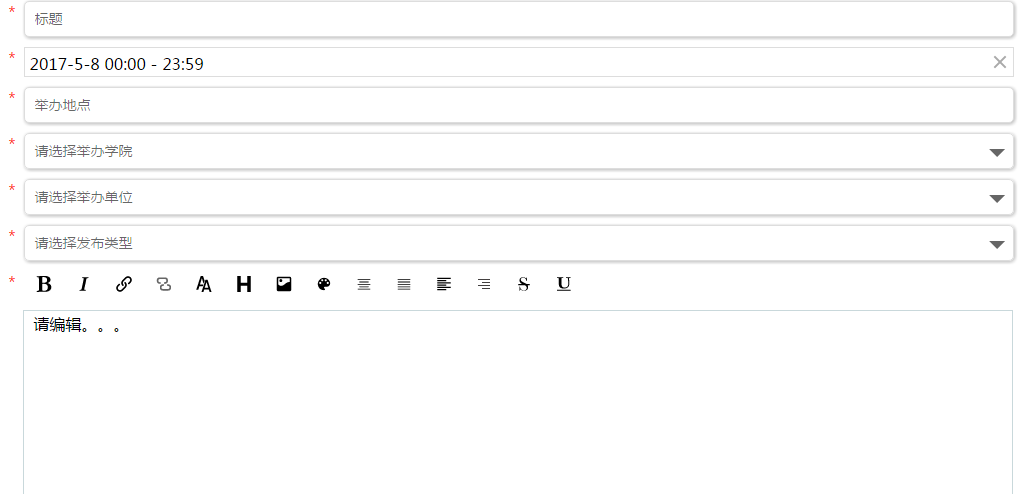 * 标题
* 2017-5-8 00:00 - 23:59
* 举办地点
* 请选择举办学院
* 请选择举办单位
* 请选择发布类型
* B I AA H S U
请编辑。。。